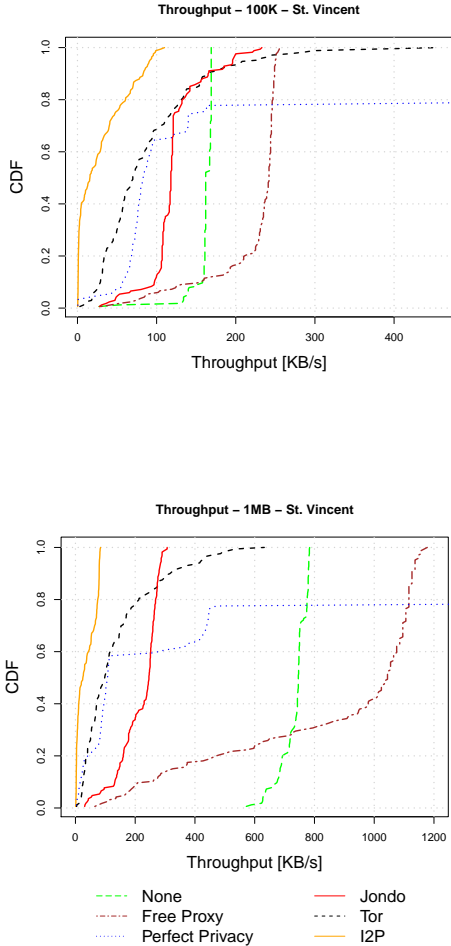 Throughput – 100K – St. Vincent
CDF
1.0
0.8
0.6
0.4
0.2
0.0
0 100 200 300 400
Throughput [KB/s]
Throughput – 1MB – St. Vincent
CDF
1.0
0.8
0.6
0.4
0.2
0.0
0 200 400 600 800 1000 1200
Throughput [KB/s]
None
Free Proxy
Perfect Privacy
Jondo
Tor
I2P